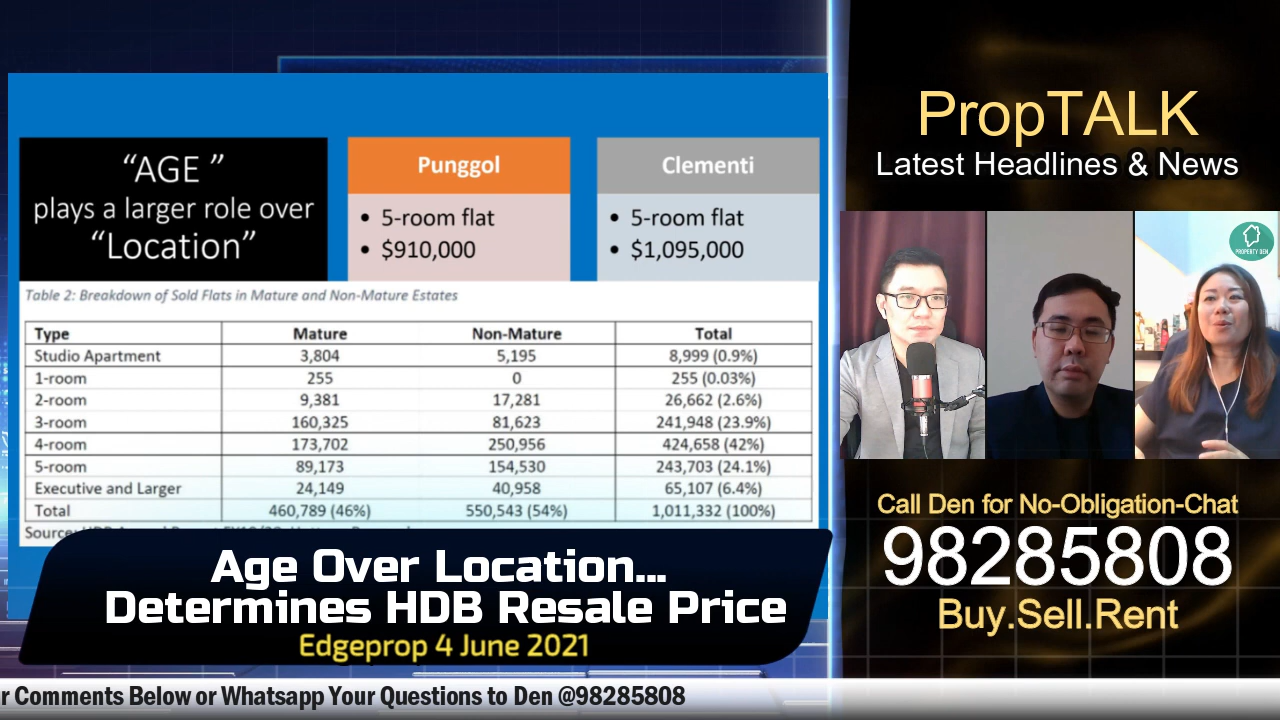 “AGE ”
plays a larger role over
“Location”
Punggol
• 5-room flat
• $910,000
Clementi
• 5-room flat
• $1,095,000
Table 2: Breakdown of Sold Flats in Mature and Non-Mature Estates
Type Mature Non-Mature Total
Studio Apartment 3,804 5,195 8,999 (0.9%)
1-room 255 0 255 (0.03%)
2-room 9,381 17,281 26,662 (2.6%)
3-room 160,325 81,623 241,948 (23.9%)
4-room 173,702 250,956 424,658 (42%)
5-room 89,173 154,530 243,703 (24.1%)
Executive and Larger 24,149 40,958 65,107 (6.4%)
Total 460,789 (46%) 550,543 (54%) 1,011,332 (100%)
Source:
Age Over Location...
Determines HDB Resale Price
Edgeprop 4 June 2021
PropTALK
Latest Headlines & News
PROPERTY DEN
Call Den for No-Obligation-Chat
98285808
Buy.Sell.Rent
r Comments Below or Whatsapp Your Questions to Den @98285808